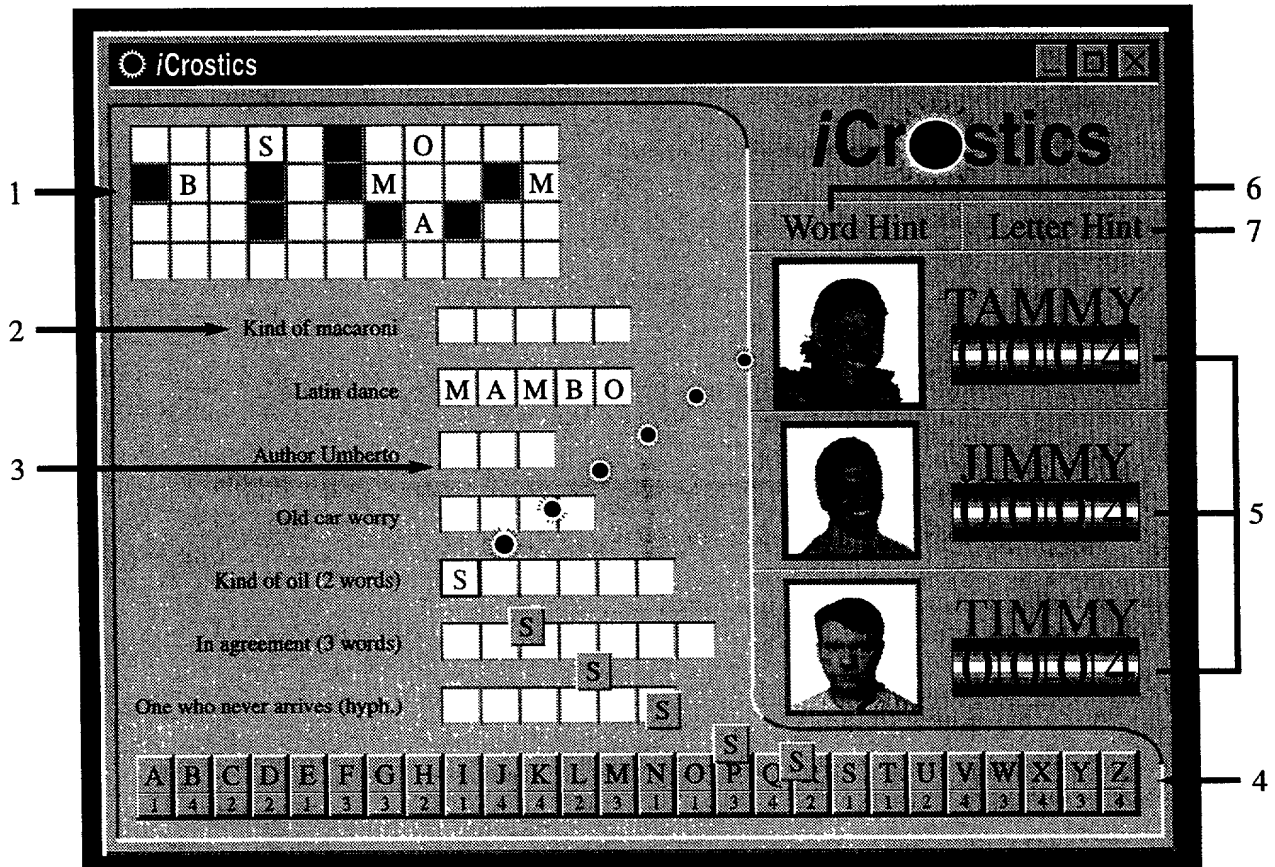 iCrostics
iCrostics
S O
1 B M M 6
Word Hint Letter Hint 7
A
TAMMY
2 Kind of macaroni
Latin dance M A M B O
3 Author Umberto
JIMMY
Old car worry 5
Kind of oil (2 words) S
TIMMY
In agreement (3 words) S
S
One who never arrives (hyph.) S
S S
A B C D E F G H I J K L M N O P Q S T U V W X Y Z 4
1 4 2 2 1 3 3 2 1 4 4 2 3 1 1 3 4 2 1 1 2 4 3 4 3 4